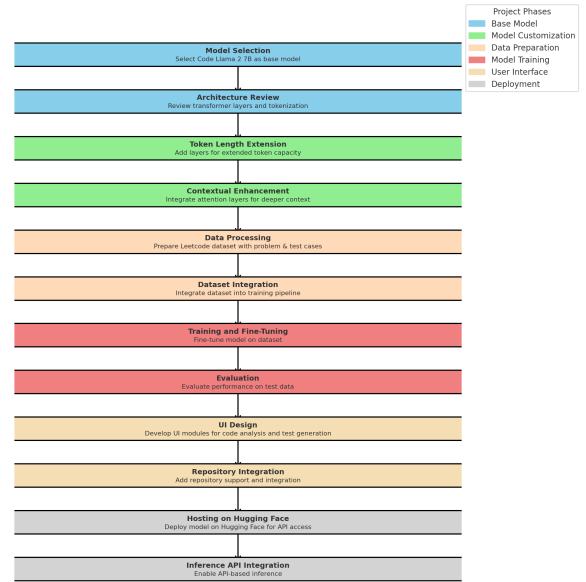 Project Phases
Base Model
Model Customization
Data Preparation
Model Training
User Interface
Deployment
Model Selection
Select Code Llama 2 7B as base model
Architecture Review
Review transformer layers and tokenization
Token Length Extension
Add layers for extended token capacity
Contextual Enhancement
Integrate attention layers for deeper context
Data Processing
Prepare Leetcode dataset with problem & test cases
Dataset Integration
Integrate dataset into training pipeline
Training and Fine-Tuning
Fine-tune model on dataset
Evaluation
Evaluate performance on test data
UI Design
Develop UI modules for code analysis and test generation
Repository Integration
Add repository support and integration
Hosting on Hugging Face
Deploy model on Hugging Face for API access
Inference API Integration
Enable API-based inference